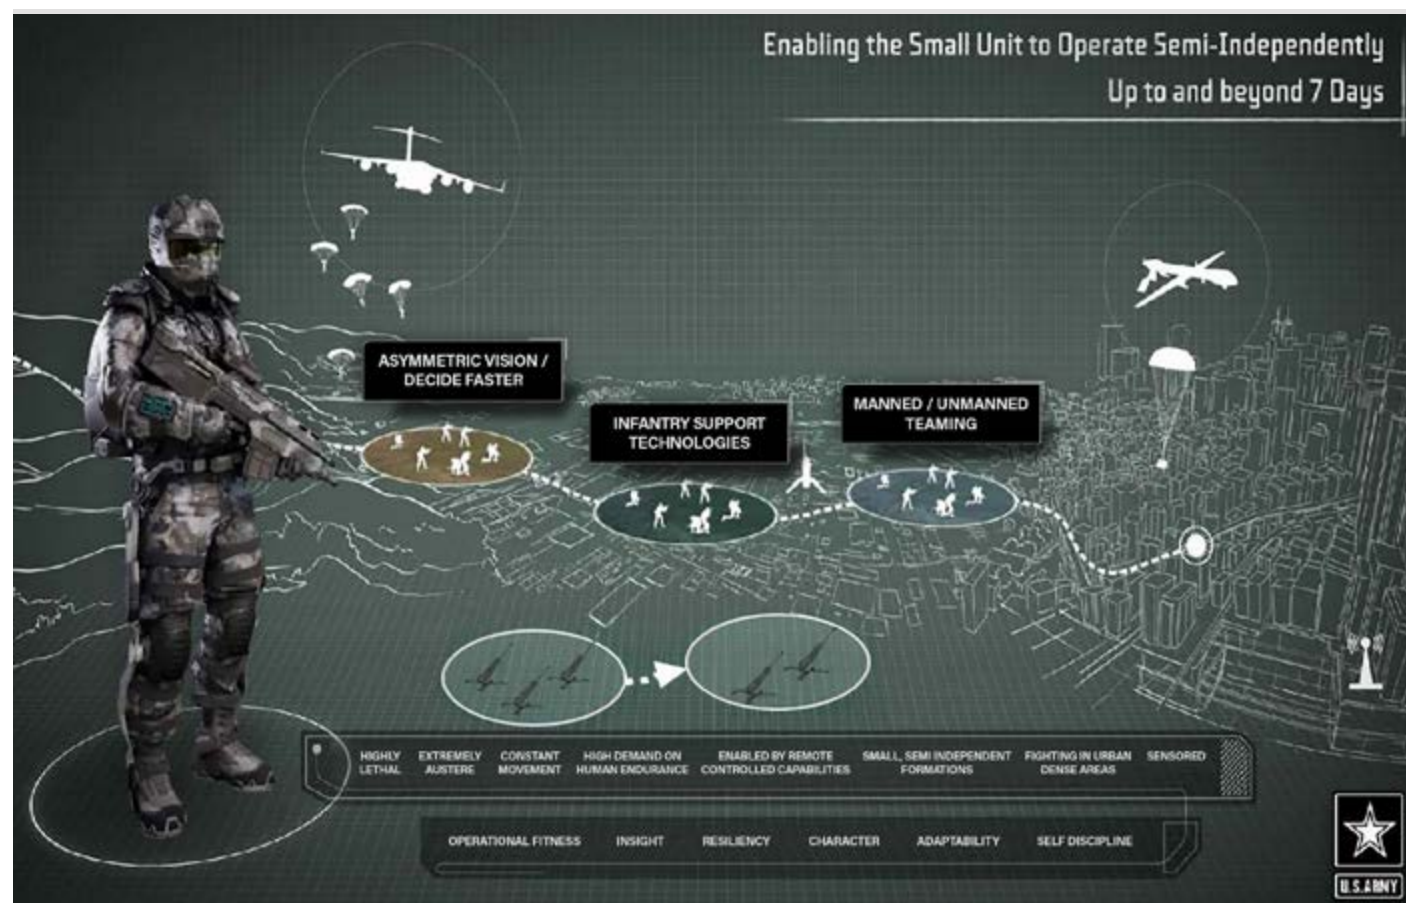 Enabling the Small Unit to Operate Semi-Independently
Up to and beyond 7 Days
ASYMMETRIC VISION /
DECIDE FASTER
INFANTRY SUPPORT
TECHNOLOGIES
MANNED / UNMANNED
TEAMING
HIGHLY
LETHAL
EXTREMELY
AUSTERE
CONSTANT
MOVEMENT
HIGH DEMAND ON
HUMAN ENDURANCE
ENABLED BY REMOTE
CONTROLLED CAPABILITIES
SMALL, SEMI INDEPENDENT
FORMATIONS
FIGHTING IN URBAN
DENSE AREAS
SENSORED
OPERATIONAL FITNESS
INSIGHT
RESILIENCY
CHARACTER
ADAPTABILITY
SELF DISCIPLINE
U.S.ARMY